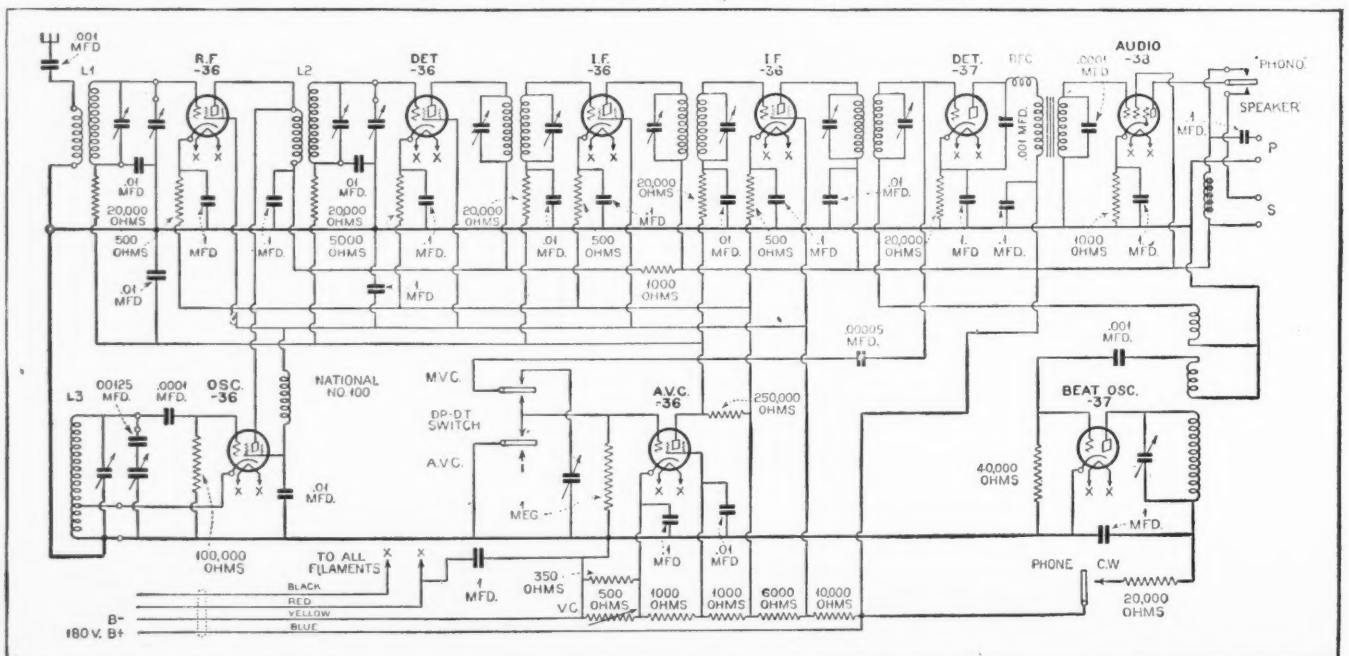 .001
MFD
L1
R.F
-36
L2
DET
-36
I.F.
-36
I.F
-36
DET.
-37
RFC
.0001
MFD.
AUDIO
-38
"PHONO."
SPEAKER
.1
MFD.
P
S
.001 MFD.
.01
MFD.
20,000
OHMS
500
OHMS
.01
MFD
.1
MFD
.1
MFD.
.01
MFD.
20,000
OHMS
5000
OHMS
.1
MFD.
1.
MFD
20,000
OHMS
.01
MFD.
500
OHMS
.1
MFD
20,000
OHMS
1000
OHMS
.01
MFD.
500
OHMS
.1
MFD
.01
MFD.
20,000
OHMS
1.
MFD
.1
MFD.
1000
OHMS
1.
MFD.
L3
.00125
MFD.
.0001
MFD.
OSC.
-36
NATIONAL
NO.100
.01
MFD.
100,000
OHMS
M.V.C.
DP-DT
SWITCH
A.V.C.
1
MEG
.00005
MFD.
A.V.C.
-36
250,000
OHMS
.1
MFD
.01
MFD
.001
MFD.
BEAT OSC.
-37
40,000
OHMS
1
MFD.
PHONE
C.W
20,000
OHMS
TO ALL
FILAMENTS
X
X
1
MFD.
350
OHMS
V.C.
500
OHMS
1000
OHMS
1000
OHMS
6000
OHMS
10,000
OHMS
BLACK
RED
YELLOW
BLUE
B-
180 V. B+